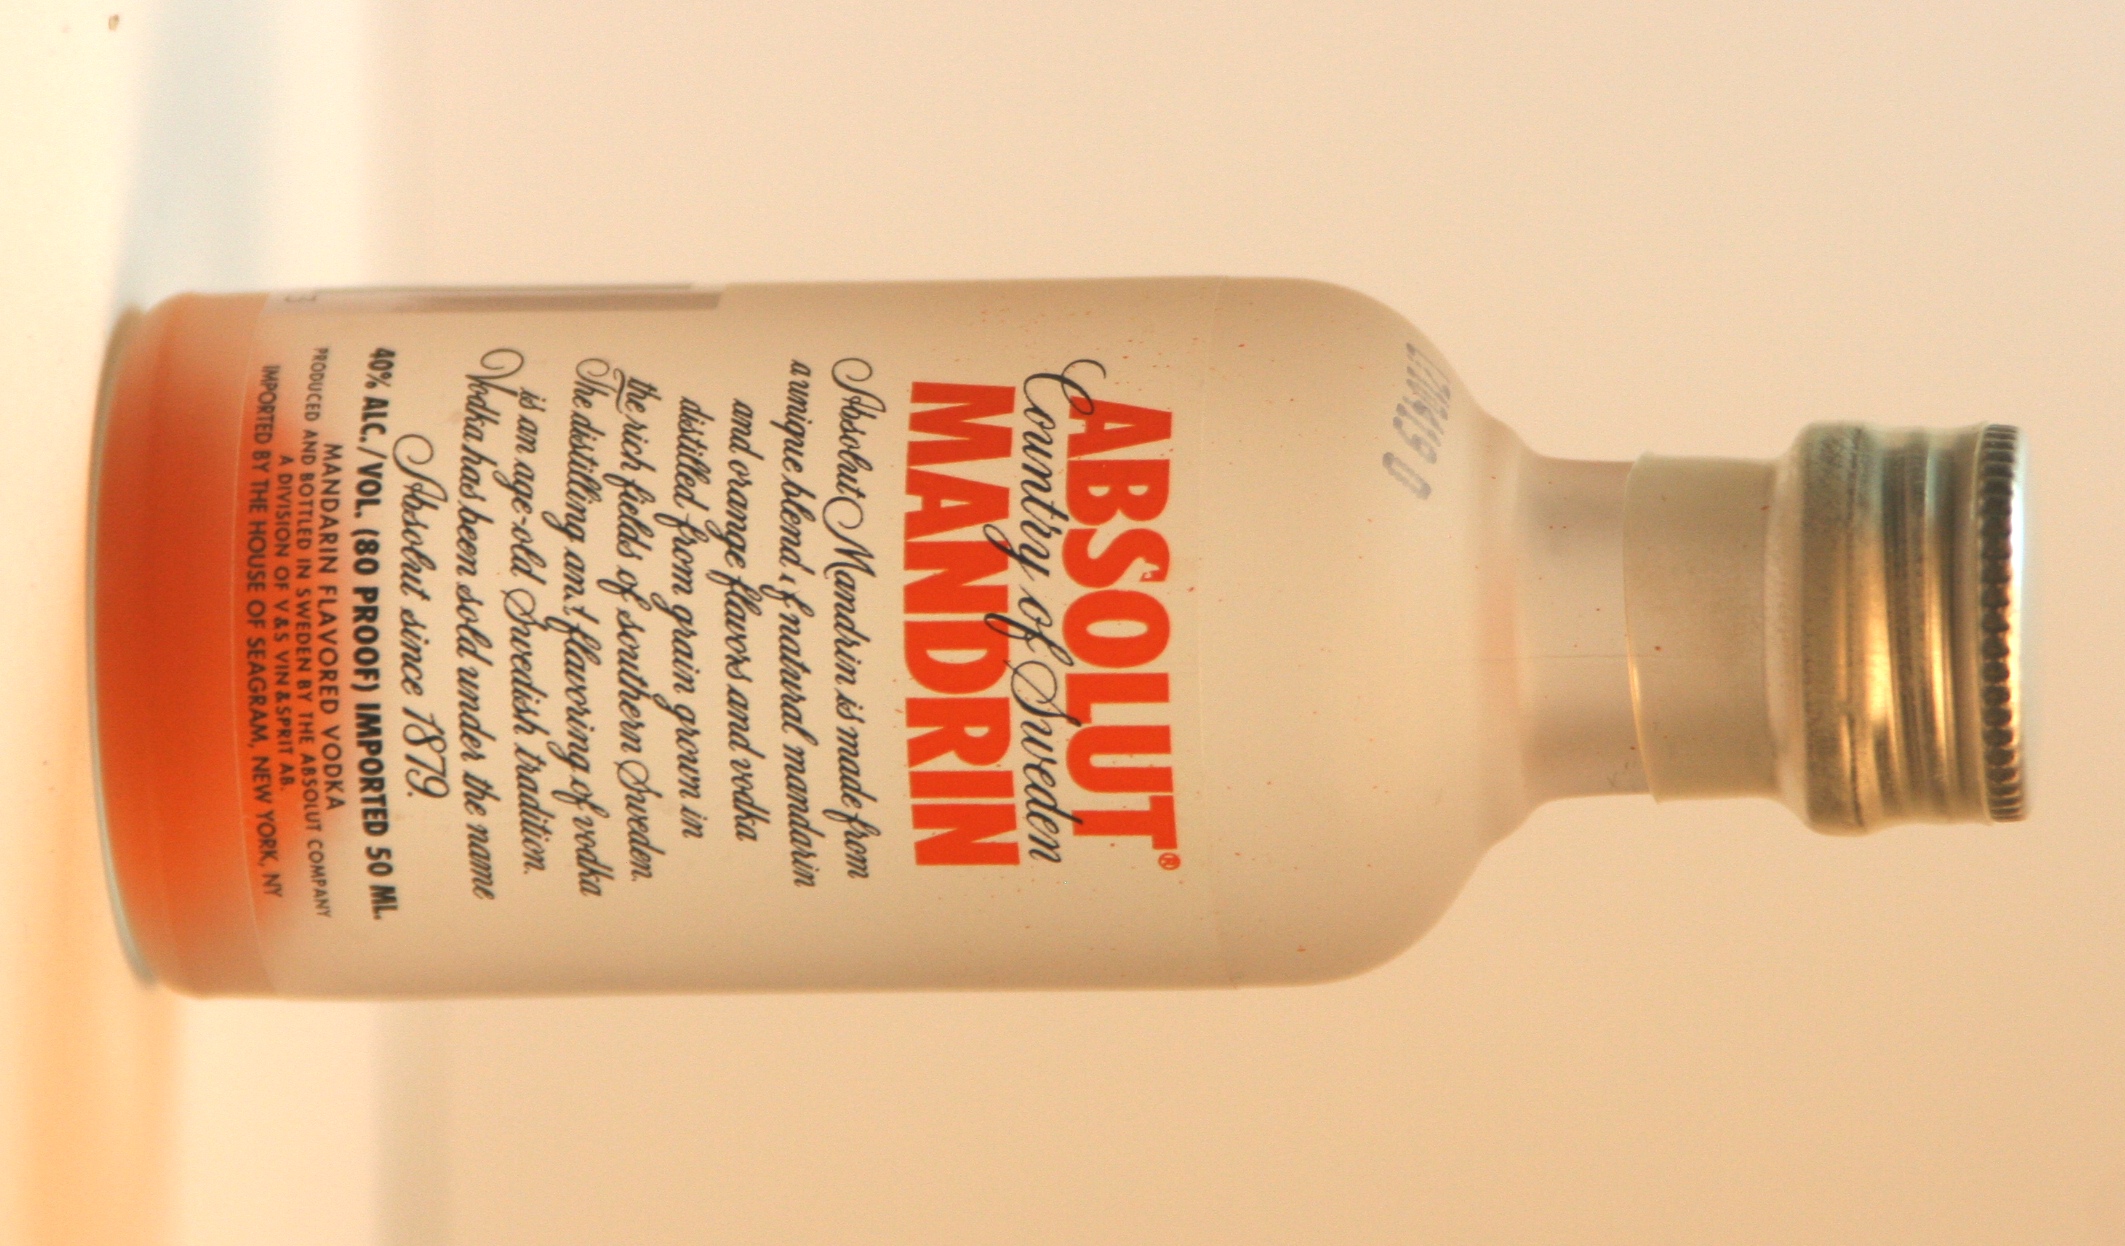 ABSOLUT®
Country of Sweden
MANDRIN
Absolut Mandrin is made from
a unique blend of natural mandarin
and orange flavors and vodka
distilled from grain grown in
the rich fields of southern Sweden.
The distilling and flavoring of vodka
is an age-old Swedish tradition.
Vodka has been sold under the name
Absolut since 1879.
40% ALC./VOL. (80 PROOF) IMPORTED 50 ML.
MANDARIN FLAVORED VODKA
PRODUCED AND BOTTLED IN SWEDEN BY THE ABSOLUT COMPANY
A DIVISION OF V&S VIN & SPRIT AB.
IMPORTED BY THE HOUSE OF SEAGRAM, NEW YORK, NY